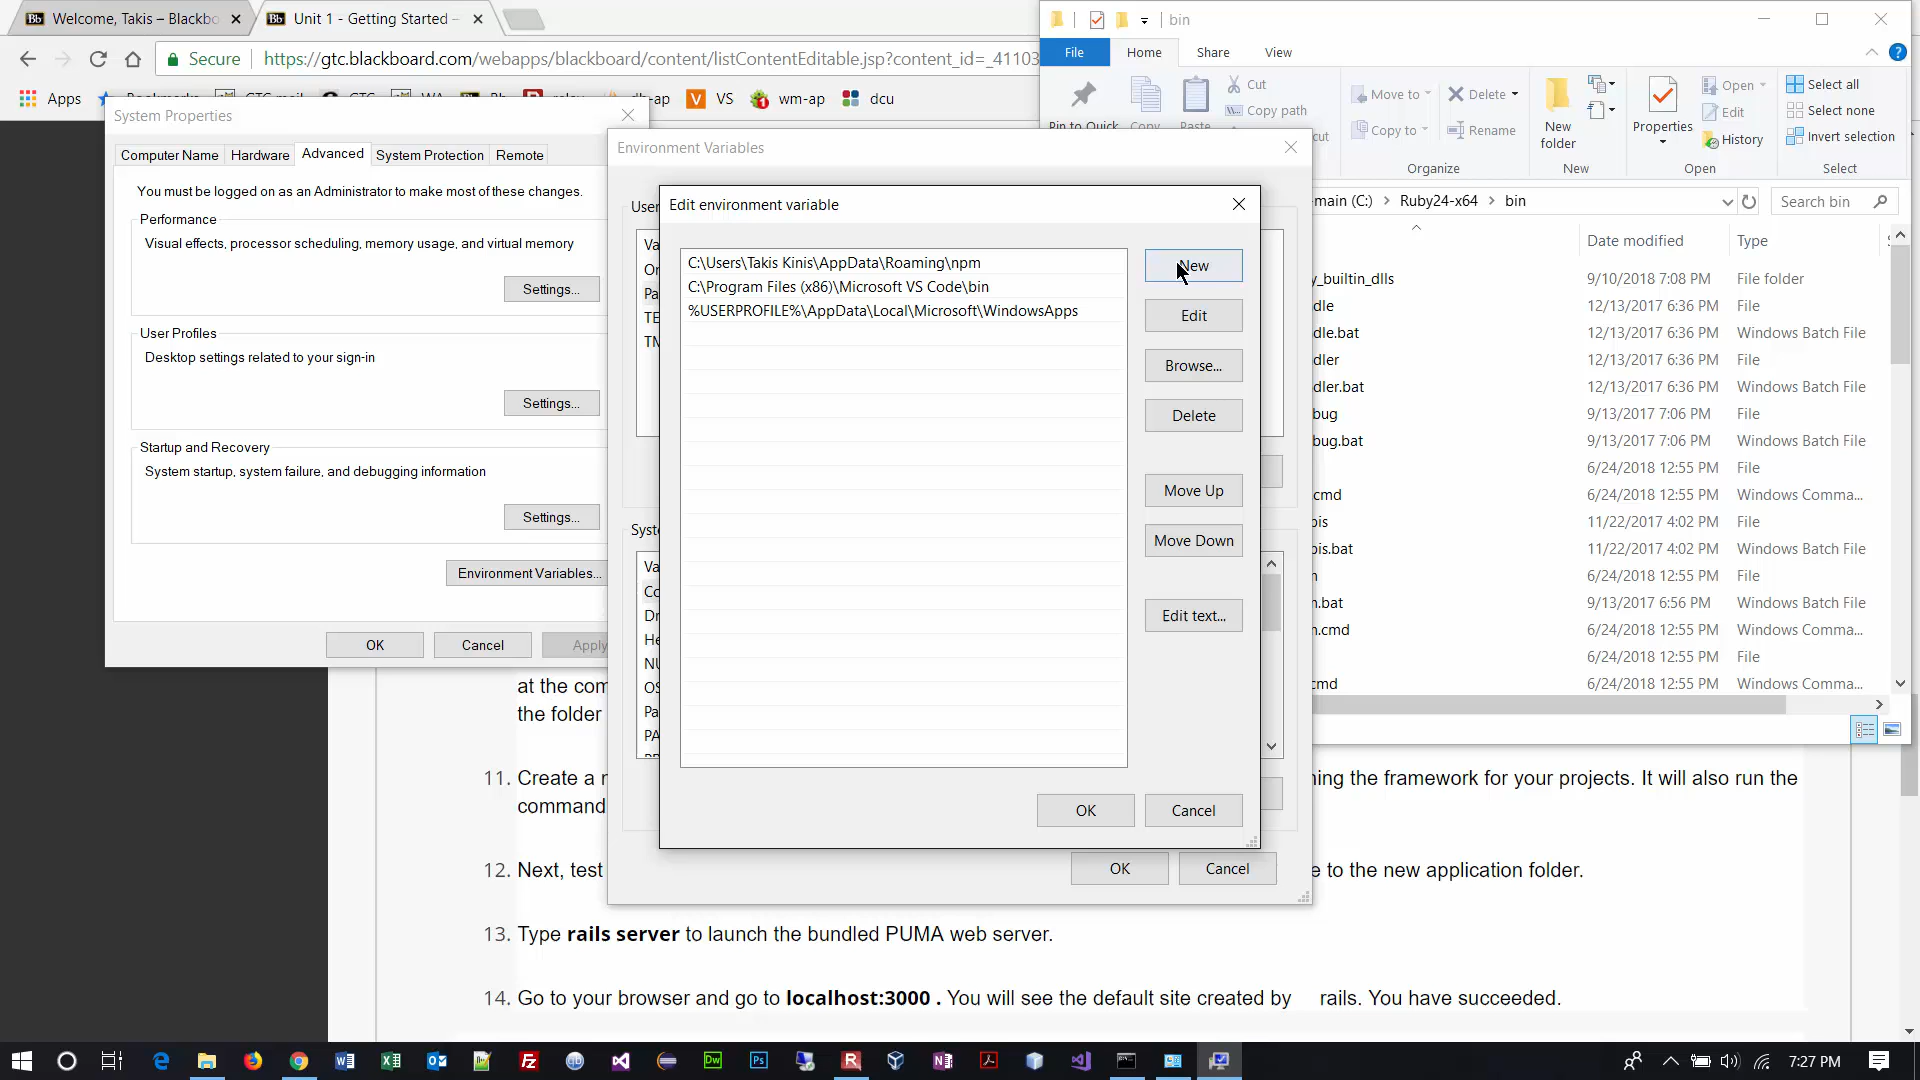 Welcome, Takis – Blackbo
Unit 1 - Getting Started –
bin
File
Home
Share
View
Secure
https://gtc.blackboard.com/webapps/blackboard/content/listContentEditable.jsp?content_id=_41103
Apps
VS
wm-ap
dcu
Cut
Copy path
Move to
Delete
Copy to
Rename
New
folder
Properties
Open
Edit
History
Select all
Select none
Invert selection
Organize
New
Open
Select
main (C:)
Ruby24-x64
bin
Search bin
System Properties
Computer Name
Hardware
Advanced
System Protection
Remote
You must be logged on as an Administrator to make most of these changes.
Performance
Visual effects, processor scheduling, memory usage, and virtual memory
Settings...
User Profiles
Desktop settings related to your sign-in
Settings...
Startup and Recovery
System startup, system failure, and debugging information
Settings...
Environment Variables...
OK
Cancel
Apply
Environment Variables
Edit environment variable
C:\Users\Takis Kinis\AppData\Roaming\npm
C:\Program Files (x86)\Microsoft VS Code\bin
%USERPROFILE%\AppData\Local\Microsoft\WindowsApps
New
Edit
Browse...
Delete
Move Up
Move Down
Edit text...
OK
Cancel
OK
Cancel
Date modified
Type
y_builtin_dlls 9/10/2018 7:08 PM File folder
dle 12/13/2017 6:36 PM File
dle.bat 12/13/2017 6:36 PM Windows Batch File
dler 12/13/2017 6:36 PM File
dler.bat 12/13/2017 6:36 PM Windows Batch File
bug 9/13/2017 7:06 PM File
bug.bat 9/13/2017 7:06 PM Windows Batch File
6/24/2018 12:55 PM File
cmd 6/24/2018 12:55 PM Windows Comma...
bis 11/22/2017 4:02 PM File
bis.bat 11/22/2017 4:02 PM Windows Batch File
6/24/2018 12:55 PM File
n.bat 9/13/2017 6:56 PM Windows Batch File
n.cmd 6/24/2018 12:55 PM Windows Comma...
6/24/2018 12:55 PM File
cmd 6/24/2018 12:55 PM Windows Comma...
at the com
the folder
11. Create a n
ning the framework for your projects. It will also run the
command
12. Next, test
e to the new application folder.
13. Type rails server to launch the bundled PUMA web server.
14. Go to your browser and go to localhost:3000 . You will see the default site created by rails. You have succeeded.
7:27 PM